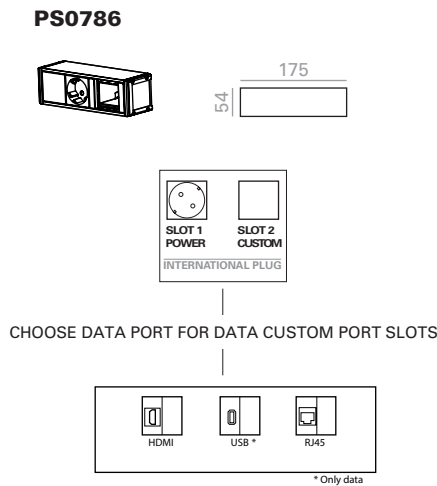 PS0786
175
54
SLOT 1 SLOT 2
POWER CUSTOM
INTERNATIONAL PLUG
CHOOSE DATA PORT FOR DATA CUSTOM PORT SLOTS
HDMI USB * RJ45
* Only data